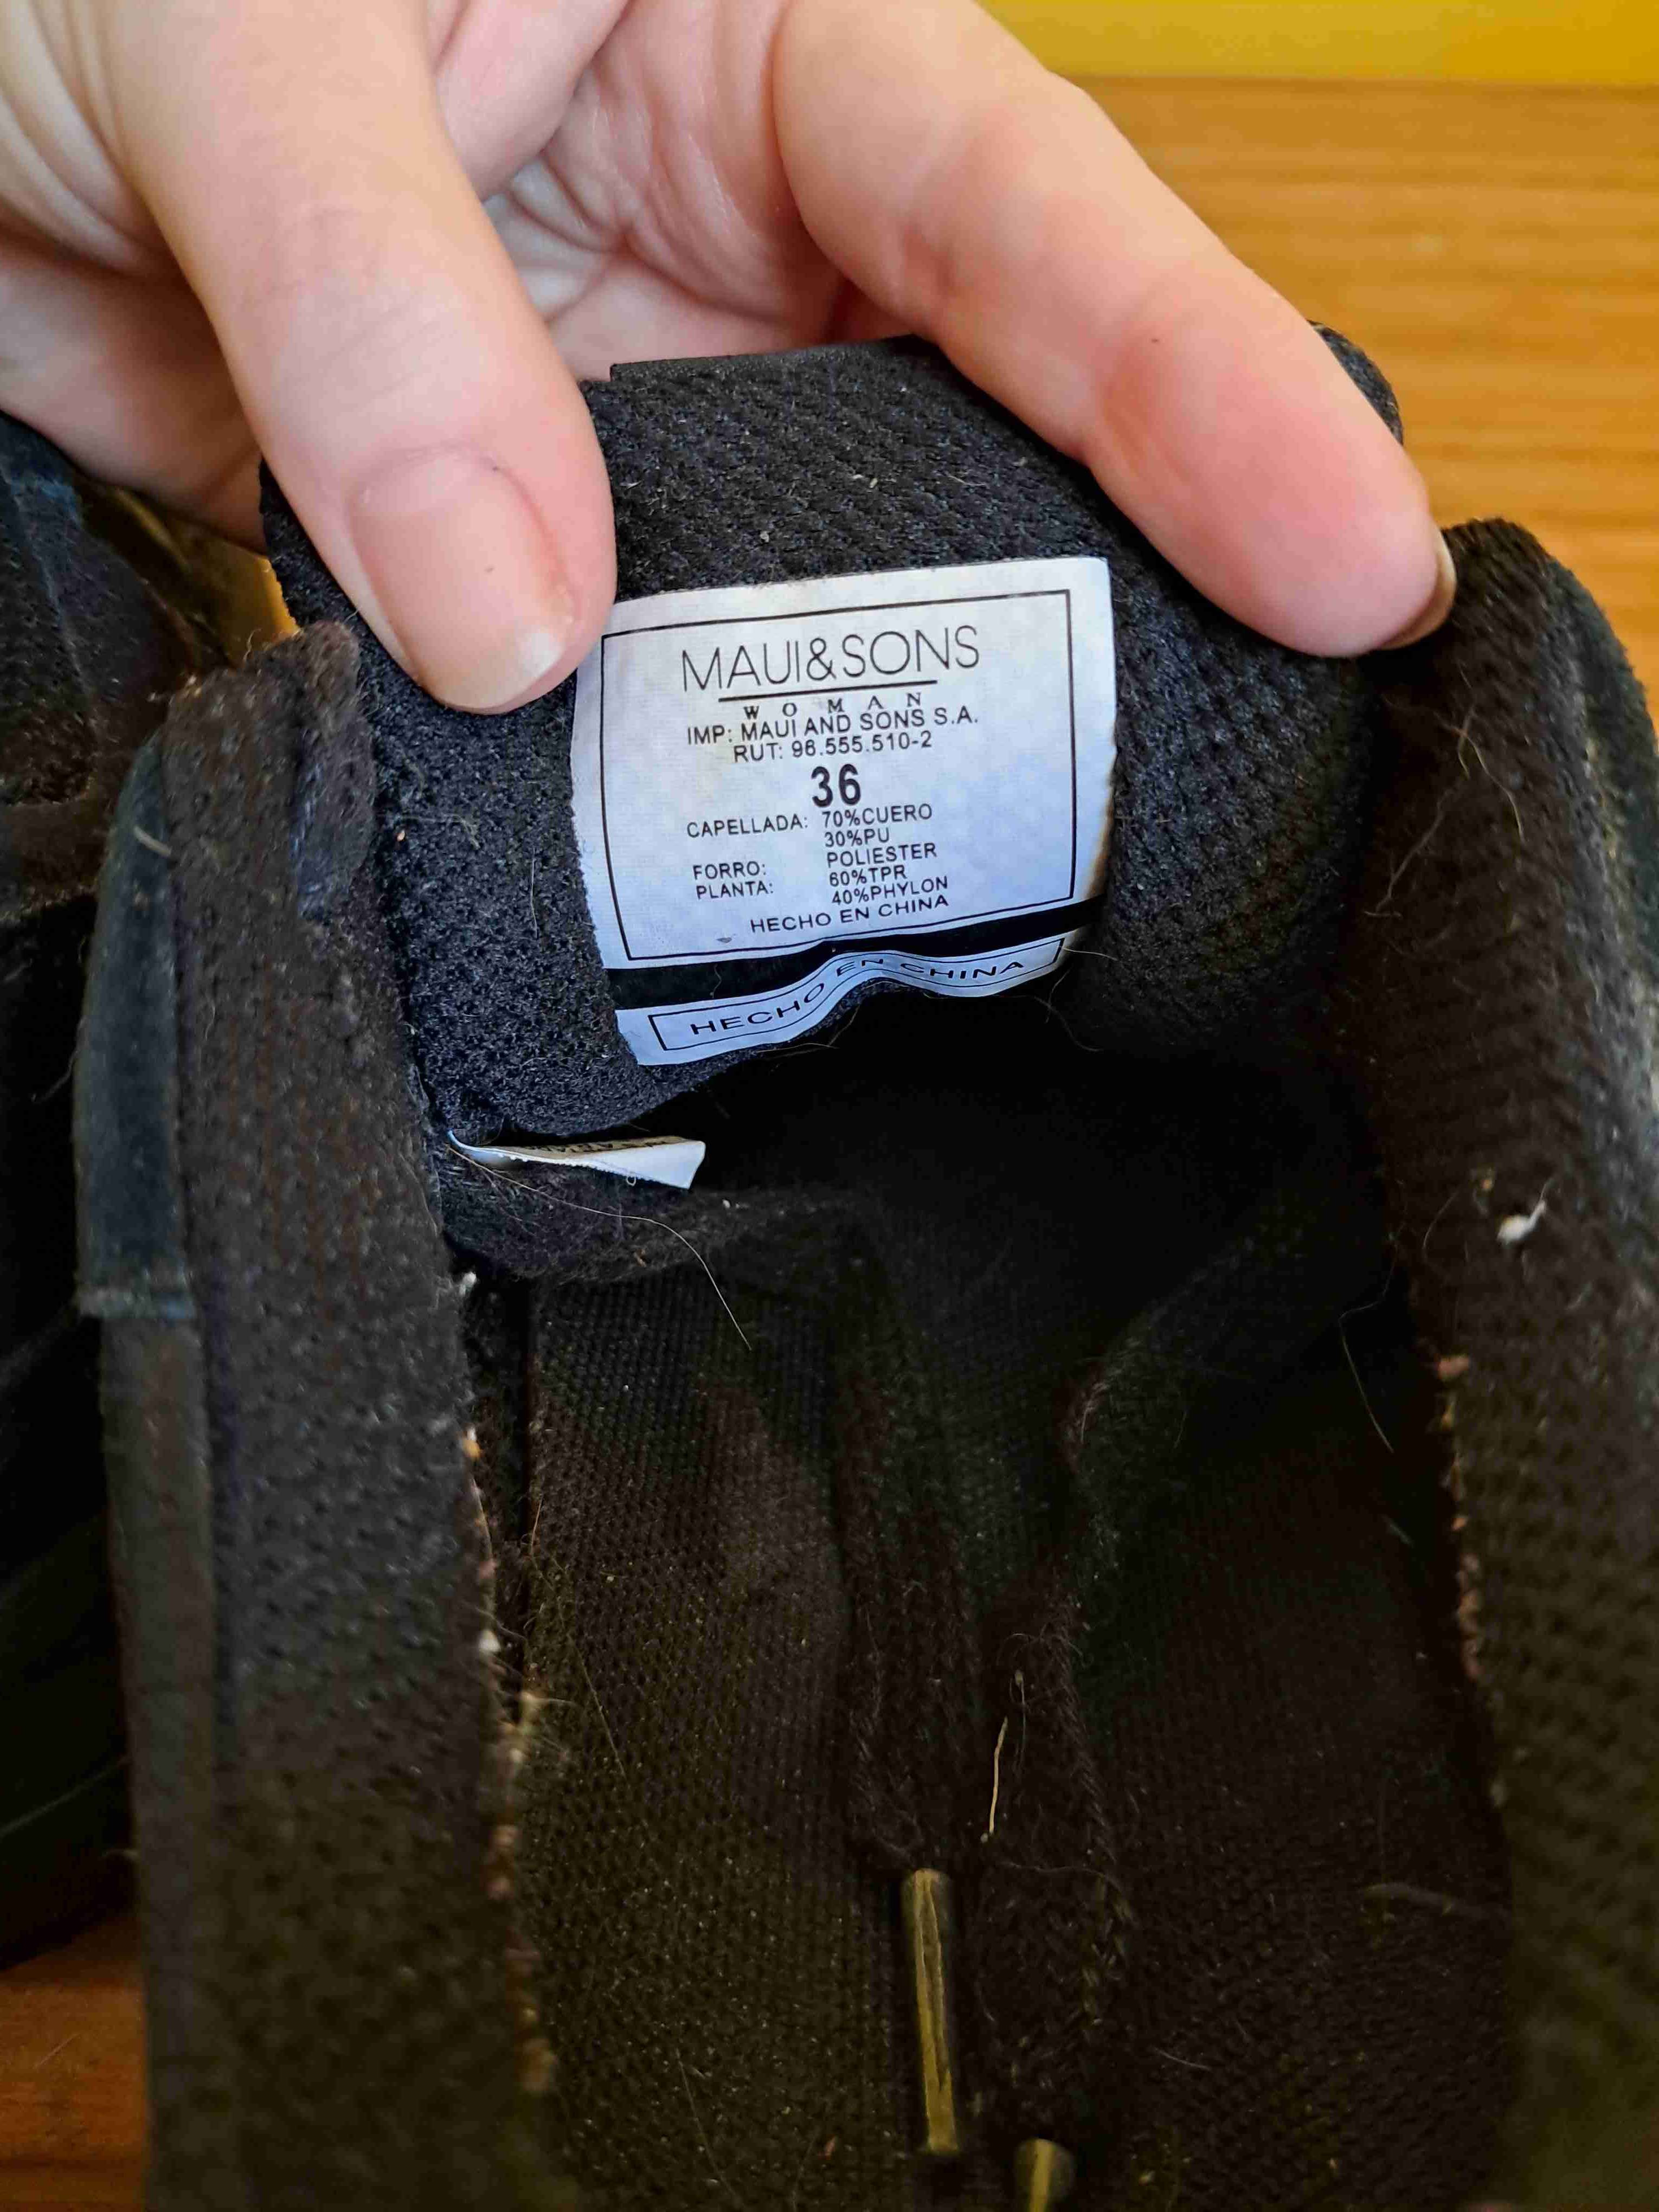 MAUI&SONS
WOMAN
IMP: MAUI AND SONS S.A.
RUT: 96.555.510-2
36
CAPELLADA: 70%CUERO
30%PU
FORRO: POLIESTER
PLANTA: 60%TPR
40%PHYLON
HECHO EN CHINA
HECHO EN CHINA